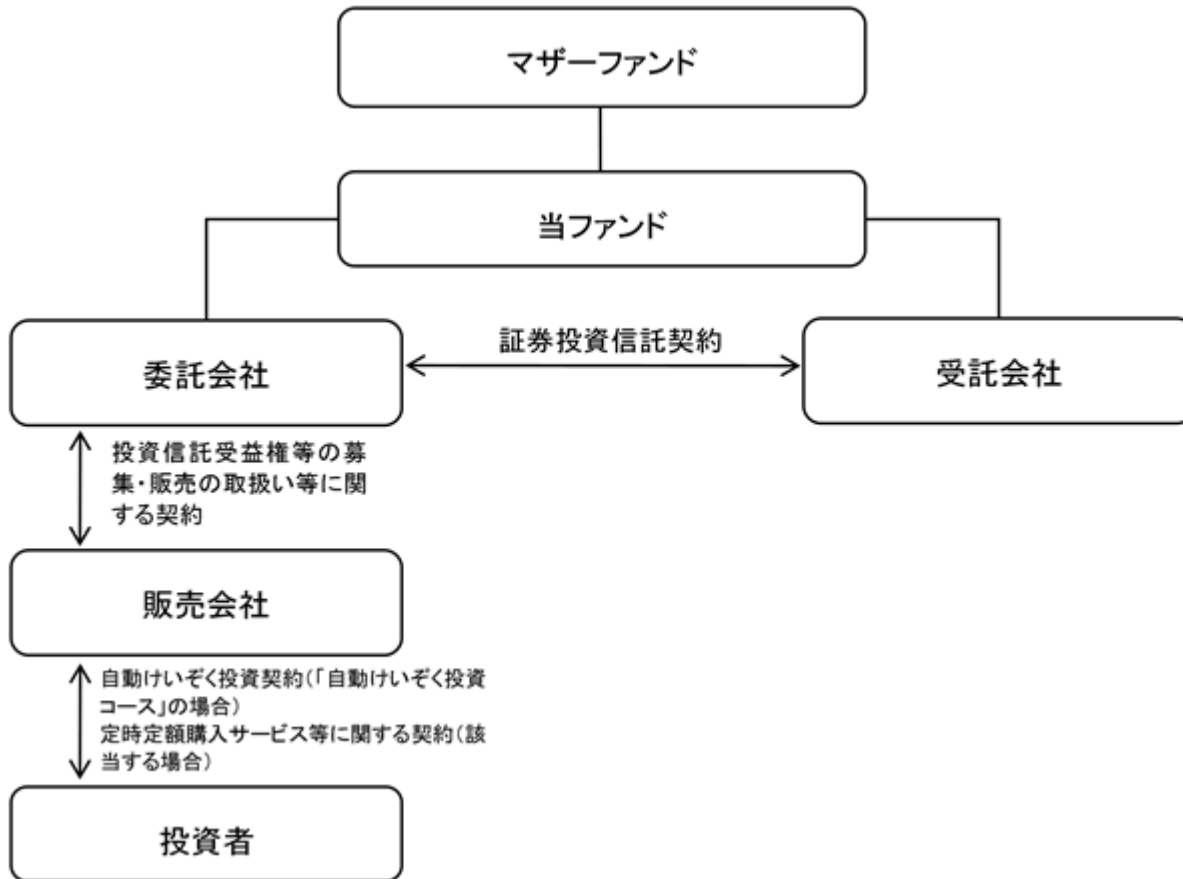 マザーファンド
当ファンド
証券投資信託契約
委託会社
受託会社
投資信託受益権等の募
集・販売の取扱い等に関
する契約
販売会社
自動けいぞく投資契約(「自動けいぞく投資
コース」の場合)
定時定額購入サービス等に関する契約(該
当する場合)
投資者